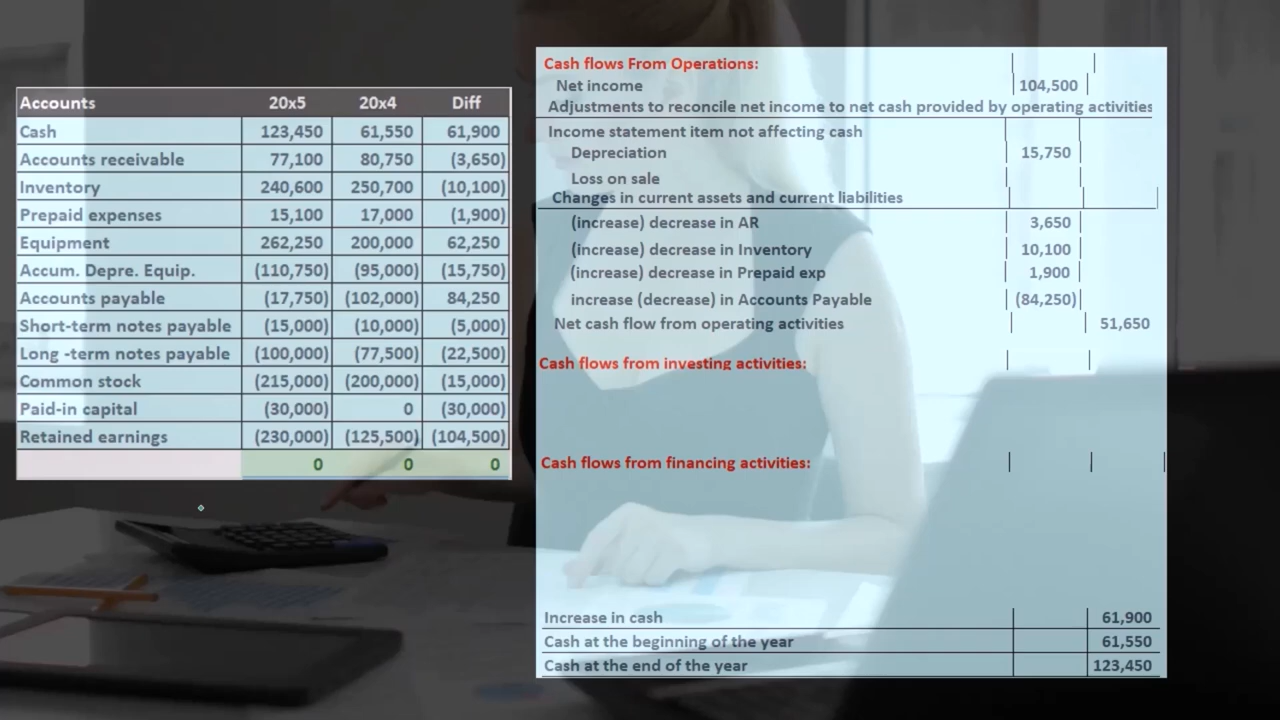 Accounts 20x5 20x4 Diff
Cash 123,450 61,550 61,900
Accounts receivable 77,100 80,750 (3,650)
Inventory 240,600 250,700 (10,100)
Prepaid expenses 15,100 17,000 (1,900)
Equipment 262,250 200,000 62,250
Accum. Depre. Equip. (110,750) (95,000) (15,750)
Accounts payable (17,750) (102,000) 84,250
Short-term notes payable (15,000) (10,000) (5,000)
Long -term notes payable (100,000) (77,500) (22,500)
Common stock (215,000) (200,000) (15,000)
Paid-in capital (30,000) 0 (30,000)
Retained earnings (230,000) (125,500) (104,500)
0 0 0
Cash flows From Operations:
Net income 104,500
Adjustments to reconcile net income to net cash provided by operating activities
Income statement item not affecting cash
Depreciation 15,750
Loss on sale
Changes in current assets and current liabilities
(increase) decrease in AR 3,650
(increase) decrease in Inventory 10,100
(increase) decrease in Prepaid exp 1,900
increase (decrease) in Accounts Payable (84,250)
Net cash flow from operating activities 51,650
Cash flows from investing activities:
Cash flows from financing activities:
Increase in cash 61,900
Cash at the beginning of the year 61,550
Cash at the end of the year 123,450